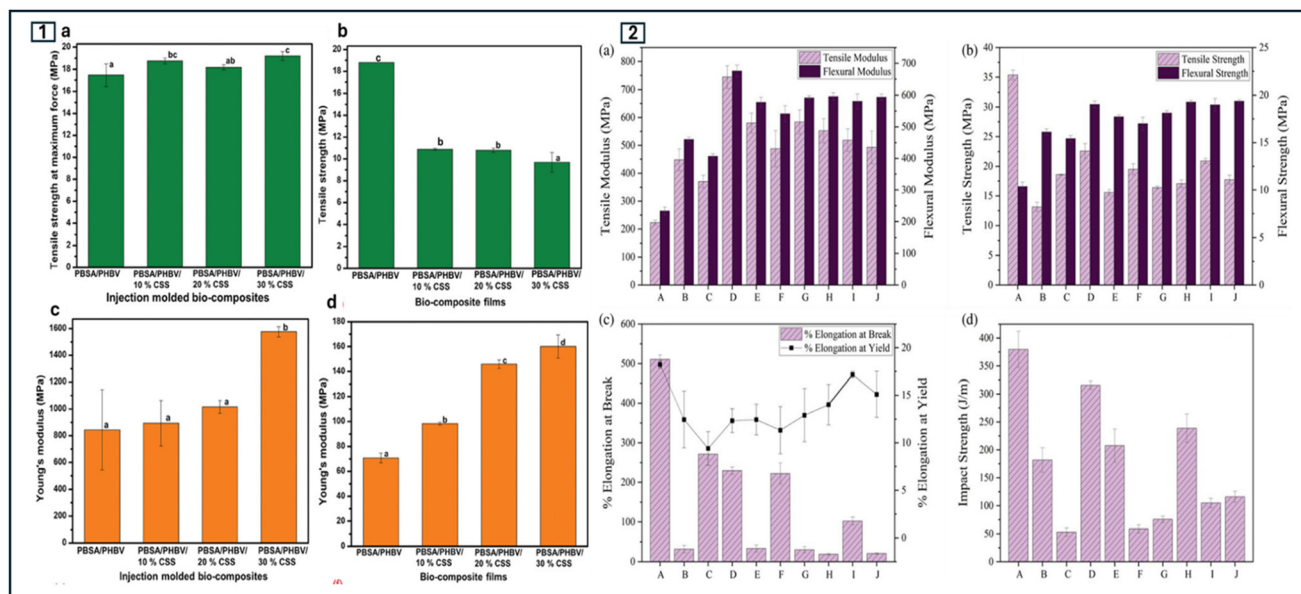 1
a
20
18
16
14
12
10
8
6
4
2
0
Tensile strength at maximum force (MPa)
a
bc
ab
c
PBSA/PHBV
PBSA/PHBV/
10 % CSS
PBSA/PHBV/
20 % CSS
PBSA/PHBV/
30 % CSS
Injection molded bio-composites
b
20
18
16
14
12
10
8
6
4
2
0
Tensile strength (MPa)
c
b
b
a
PBSA/PHBV
PBSA/PHBV/
10 % CSS
PBSA/PHBV/
20 % CSS
PBSA/PHBV/
30 % CSS
Bio-composite films
c
1600
1400
1200
1000
800
600
400
200
0
Young's modulus (MPa)
a
a
a
b
PBSA/PHBV
PBSA/PHBV/
10 % CSS
PBSA/PHBV/
20 % CSS
PBSA/PHBV/
30 % CSS
Injection molded bio-composites
d
180
160
140
120
100
80
60
40
20
0
Young's modulus (MPa)
a
b
c
d
PBSA/PHBV
PBSA/PHBV/
10 % CSS
PBSA/PHBV/
20 % CSS
PBSA/PHBV/
30 % CSS
Bio-composite films
2
(a)
Tensile Modulus
Flexural Modulus
800
700
600
500
400
300
200
100
0
Tensile Modulus (MPa)
700
600
500
400
300
200
100
0
Flexural Modulus (MPa)
A B C D E F G H I J
(b)
Tensile Strength
Flexural Strength
40
35
30
25
20
15
10
5
0
Tensile Strength (MPa)
25
20
15
10
5
0
Flexural Strength (MPa)
A B C D E F G H I J
(c)
% Elongation at Break
% Elongation at Yield
600
500
400
300
200
100
0
% Elongation at Break
20
15
10
5
0
% Elongation at Yield
A B C D E F G H I J
(d)
400
350
300
250
200
150
100
50
0
Impact Strength (J/m)
A B C D E F G H I J